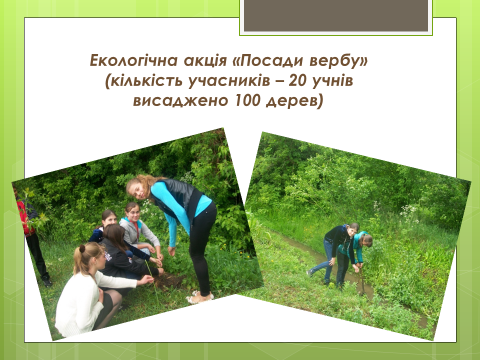 Екологічна акція «Посади вербу»
(кількість учасників – 20 учнів
висаджено 100 дерев)